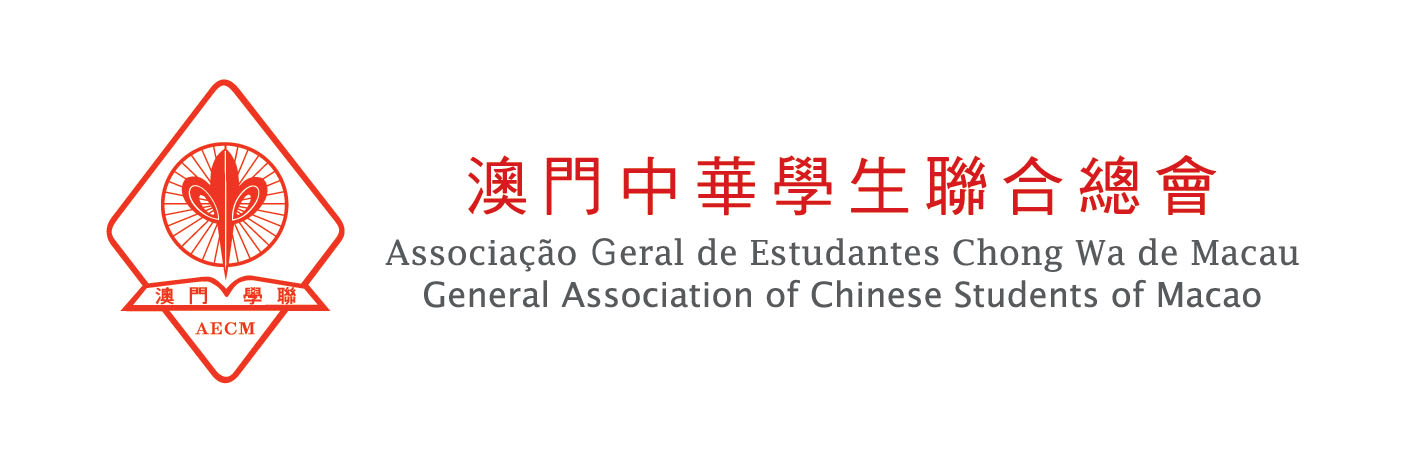 澳門學聯
AECM
澳門中華學生聯合總會
Associação Geral de Estudantes Chong Wa de Macau
General Association of Chinese Students of Macao